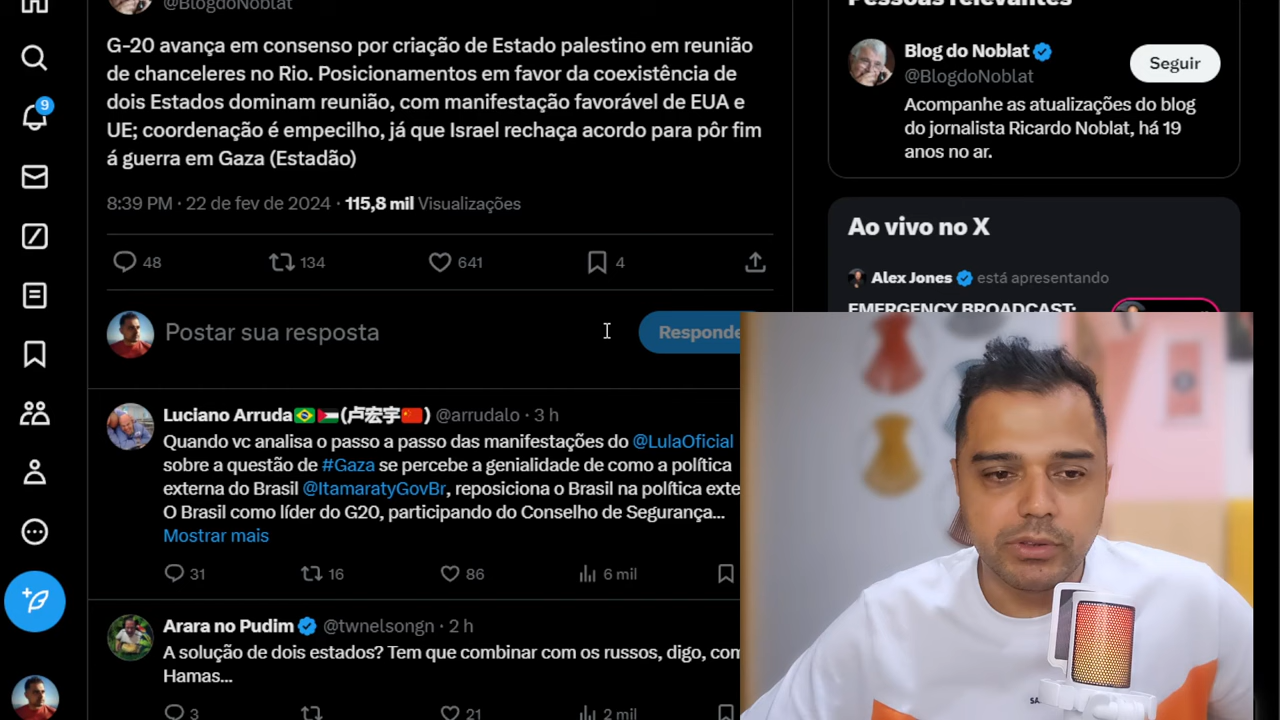 @BlogdoNoblat
G-20 avança em consenso por criação de Estado palestino em reunião
de chanceleres no Rio. Posicionamentos em favor da coexistência de
dois Estados dominam reunião, com manifestação favorável de EUA e
UE; coordenação é empecilho, já que Israel rechaça acordo para pôr fim
á guerra em Gaza (Estadão)
8:39 PM · 22 de fev de 2024 · 115,8 mil Visualizações
48 134 641 4
Postar sua resposta
Responde
Luciano Arruda🇧🇷🇵🇸(卢宏宇🇨🇳) @arrudalo · 3 h
Quando vc analisa o passo a passo das manifestações do @LulaOficial
sobre a questão de #Gaza se percebe a genialidade de como a política
externa do Brasil @ItamaratyGovBr, reposiciona o Brasil na política exte
O Brasil como líder do G20, participando do Conselho de Segurança...
Mostrar mais
31 16 86 6 mil
Arara no Pudim @twnelsongn · 2 h
A solução de dois estados? Tem que combinar com os russos, digo, com
Hamas...
3 21 2 mil
9
Pessoas relevantes
Blog do Noblat
@BlogdoNoblat
Seguir
Acompanhe as atualizações do blog
do jornalista Ricardo Noblat, há 19
anos no ar.
Ao vivo no X
Alex Jones está apresentando
EMERGENCY BROADCAST:
SA